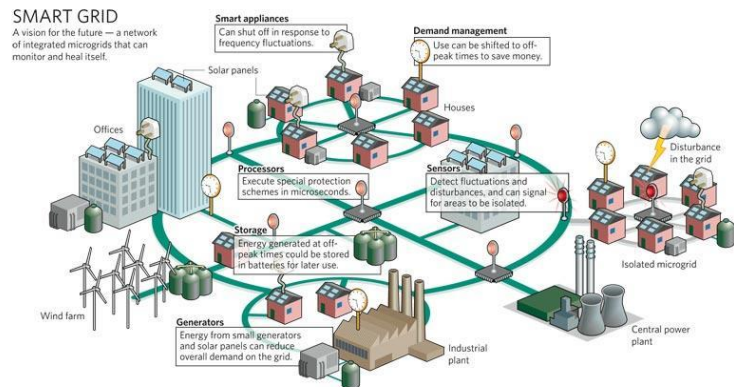 SMART GRID
A vision for the future — a network
of integrated microgrids that can
monitor and heal itself.
Smart appliances
Can shut off in response to
frequency fluctuations.
Demand management
Use can be shifted to off-
peak times to save money.
Solar panels
Houses
Offices
Disturbance
in the grid
Processors
Execute special protection
schemes in microseconds.
Sensors
Detect fluctuations and
disturbances, and can signal
for areas to be isolated.
Storage
Energy generated at off-
peak times could be stored
in batteries for later use.
Isolated microgrid
Wind farm
Generators
Energy from small generators
and solar panels can reduce
overall demand on the grid.
Industrial
plant
Central power
plant